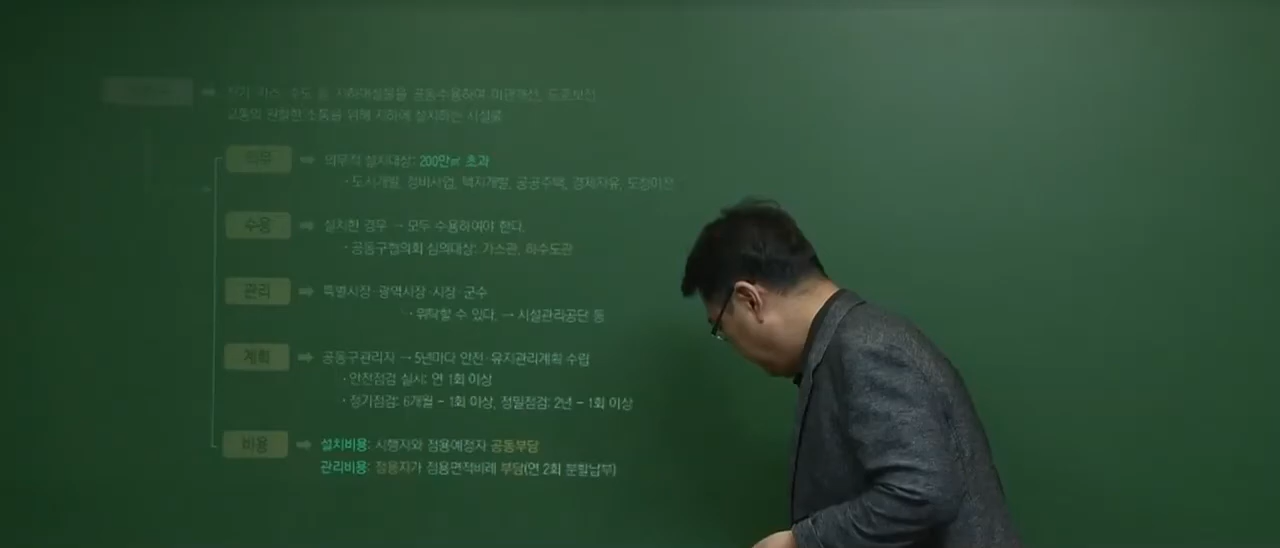 전기·가스·수도 등 지하매설물을 공동수용하여 미관개선, 도로보전
교통의 원활한 소통을 위해 지하에 설치하는 시설물
의무 ➡ 의무적 설치대상: 200만㎡ 초과
· 도시개발, 정비사업, 택지개발, 공공주택, 경제자유, 도청이전
수용 ➡ 설치한 경우 → 모두 수용하여야 한다.
· 공동구협의회 심의대상: 가스관, 하수도관
관리 ➡ 특별시장·광역시장·시장·군수
· 위탁할 수 있다. → 시설관리공단 등
계획 ➡ 공동구관리자 → 5년마다 안전·유지관리계획 수립
· 안전점검 실시: 연 1회 이상
· 정기점검: 6개월 - 1회 이상, 정밀점검: 2년 - 1회 이상
비용 ➡ 설치비용: 시행자와 점용예정자 공동부담
관리비용: 점용자가 점용면적비례 부담(연 2회 분할납부)